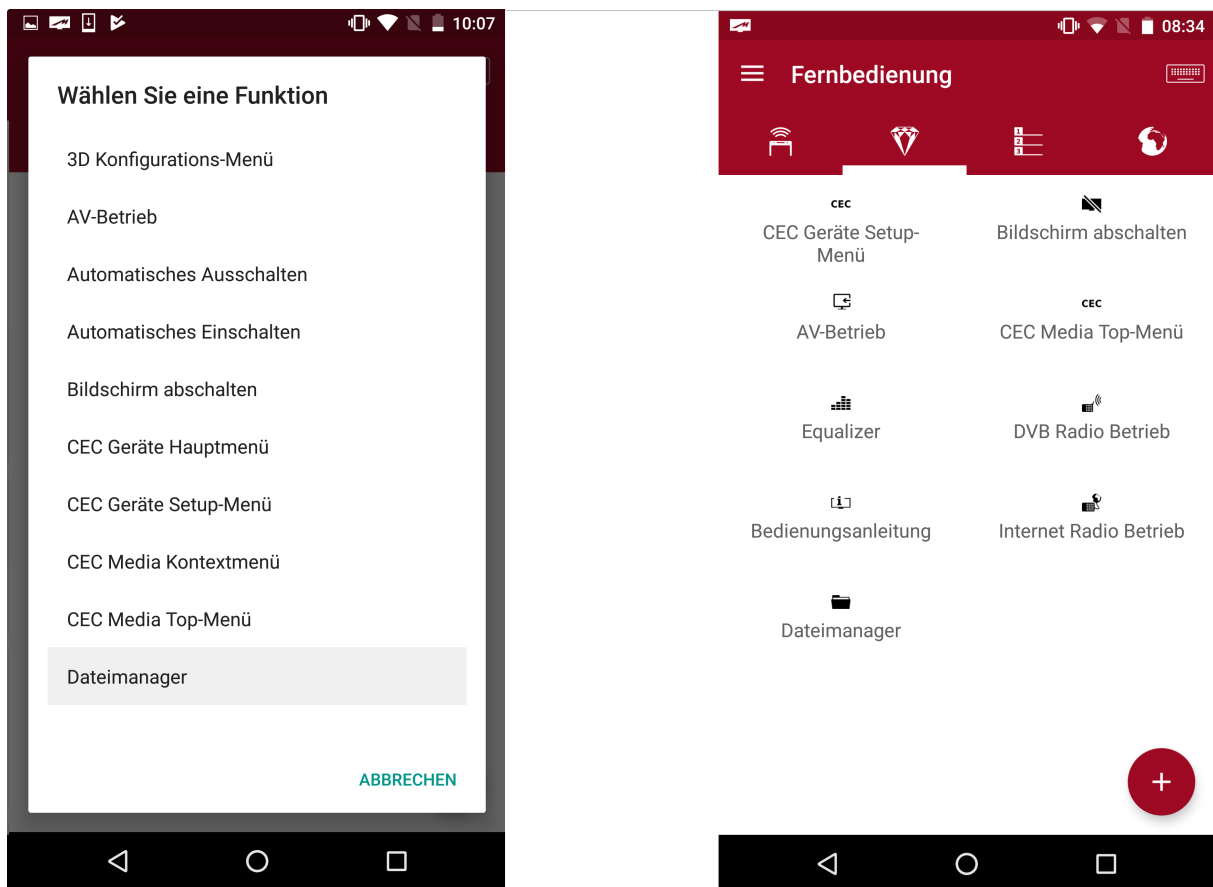 10:07
Wählen Sie eine Funktion
3D Konfigurations-Menü
AV-Betrieb
Automatisches Ausschalten
Automatisches Einschalten
Bildschirm abschalten
CEC Geräte Hauptmenü
CEC Geräte Setup-Menü
CEC Media Kontextmenü
CEC Media Top-Menü
Dateimanager
ABBRECHEN
08:34
Fernbedienung
1
2
3
CEC
CEC Geräte Setup-
Menü
Bildschirm abschalten
AV-Betrieb
CEC
CEC Media Top-Menü
Equalizer
DVB Radio Betrieb
Bedienungsanleitung
Internet Radio Betrieb
Dateimanager